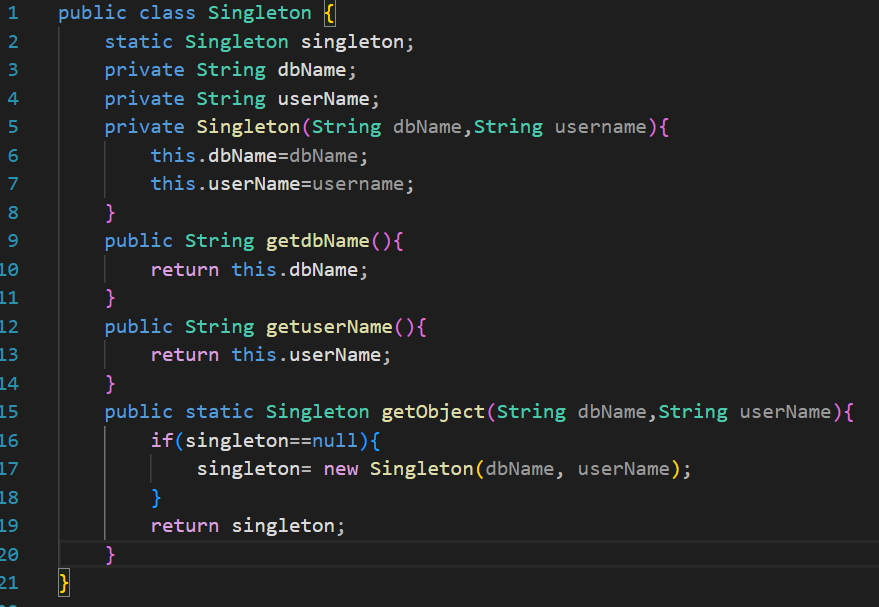 1 public class Singleton {
2 static Singleton singleton;
3 private String dbName;
4 private String userName;
5 private Singleton(String dbName,String username){
6 this.dbName=dbName;
7 this.userName=username;
8 }
9 public String getdbName(){
10 return this.dbName;
11 }
12 public String getuserName(){
13 return this.userName;
14 }
15 public static Singleton getObject(String dbName,String userName){
16 if(singleton==null){
17 singleton= new Singleton(dbName, userName);
18 }
19 return singleton;
20 }
21 }